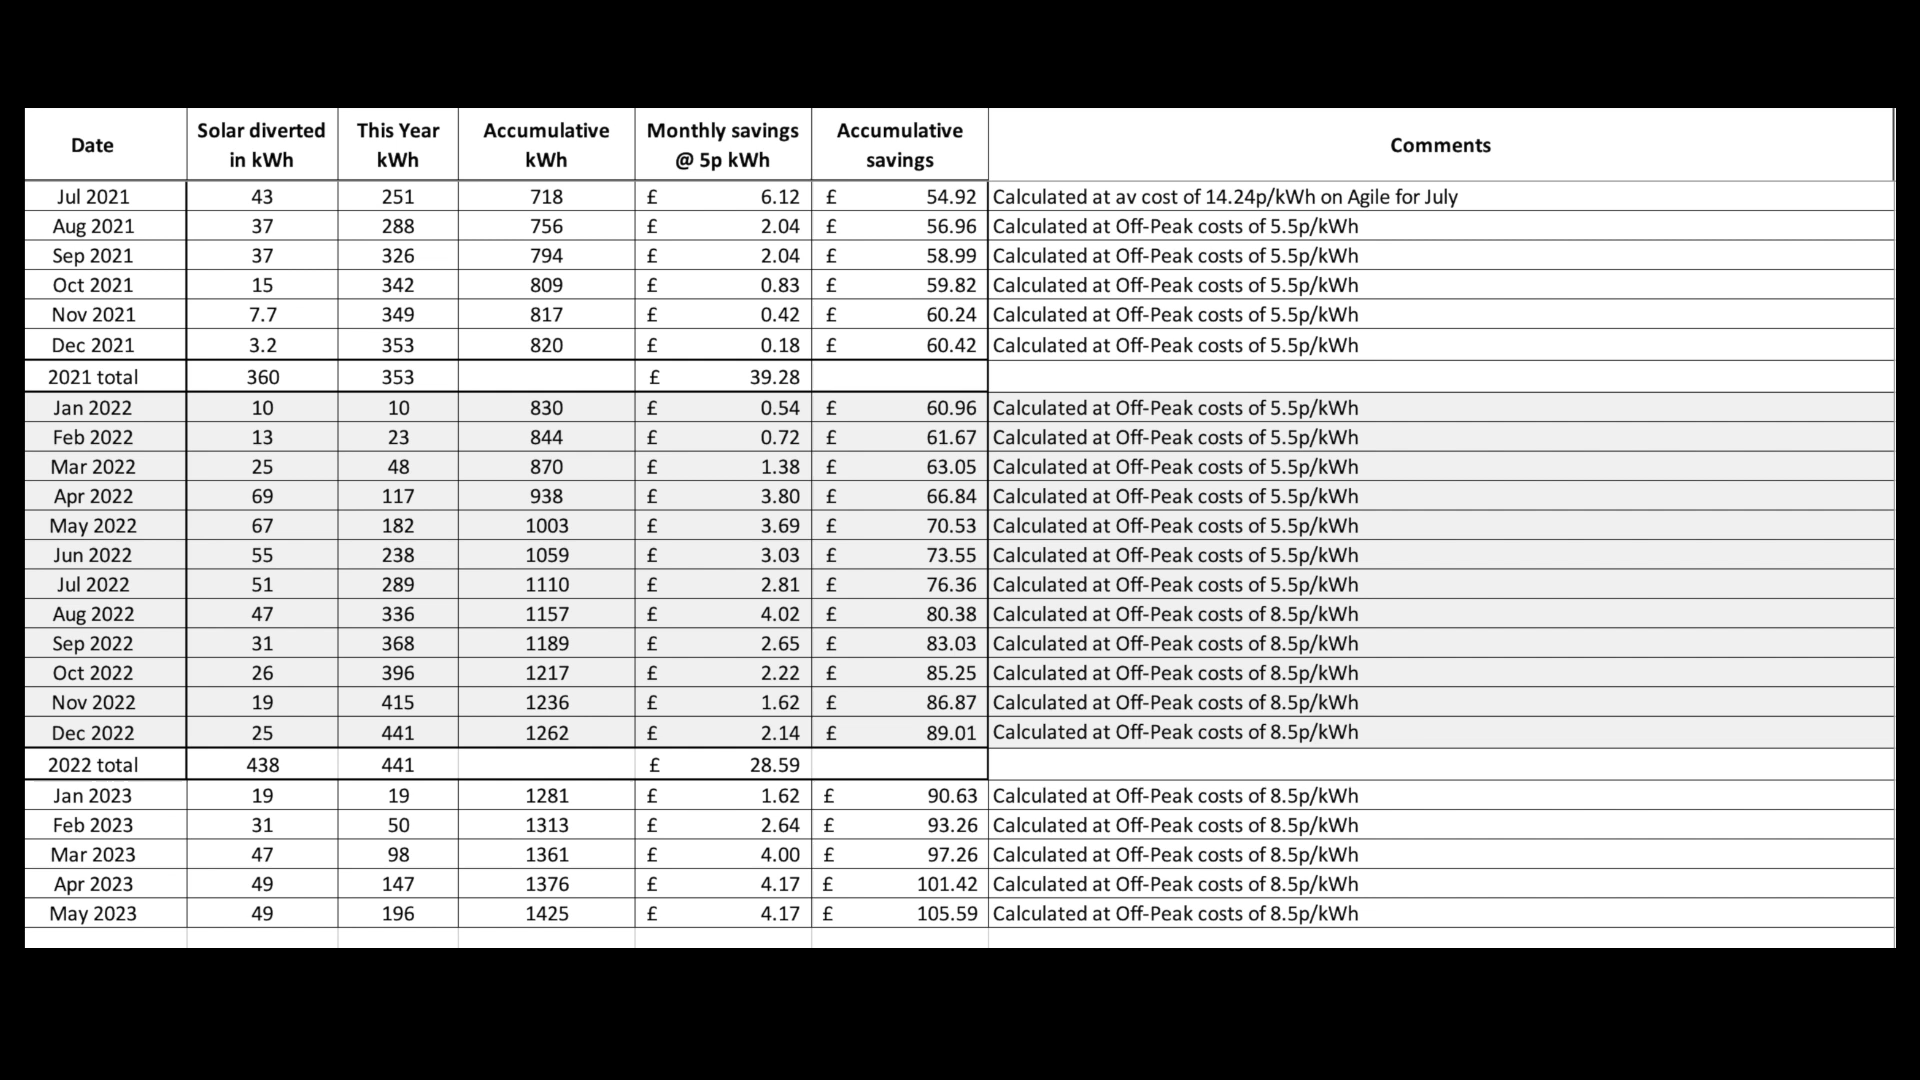 Date Solar diverted in kWh This Year kWh Accumulative kWh Monthly savings @ 5p kWh Accumulative savings Comments
Jul 2021 43 251 718 £ 6.12 £ 54.92 Calculated at av cost of 14.24p/kWh on Agile for July
Aug 2021 37 288 756 £ 2.04 £ 56.96 Calculated at Off-Peak costs of 5.5p/kWh
Sep 2021 37 326 794 £ 2.04 £ 58.99 Calculated at Off-Peak costs of 5.5p/kWh
Oct 2021 15 342 809 £ 0.83 £ 59.82 Calculated at Off-Peak costs of 5.5p/kWh
Nov 2021 7.7 349 817 £ 0.42 £ 60.24 Calculated at Off-Peak costs of 5.5p/kWh
Dec 2021 3.2 353 820 £ 0.18 £ 60.42 Calculated at Off-Peak costs of 5.5p/kWh
2021 total 360 353 £ 39.28
Jan 2022 10 10 830 £ 0.54 £ 60.96 Calculated at Off-Peak costs of 5.5p/kWh
Feb 2022 13 23 844 £ 0.72 £ 61.67 Calculated at Off-Peak costs of 5.5p/kWh
Mar 2022 25 48 870 £ 1.38 £ 63.05 Calculated at Off-Peak costs of 5.5p/kWh
Apr 2022 69 117 938 £ 3.80 £ 66.84 Calculated at Off-Peak costs of 5.5p/kWh
May 2022 67 182 1003 £ 3.69 £ 70.53 Calculated at Off-Peak costs of 5.5p/kWh
Jun 2022 55 238 1059 £ 3.03 £ 73.55 Calculated at Off-Peak costs of 5.5p/kWh
Jul 2022 51 289 1110 £ 2.81 £ 76.36 Calculated at Off-Peak costs of 5.5p/kWh
Aug 2022 47 336 1157 £ 4.02 £ 80.38 Calculated at Off-Peak costs of 8.5p/kWh
Sep 2022 31 368 1189 £ 2.65 £ 83.03 Calculated at Off-Peak costs of 8.5p/kWh
Oct 2022 26 396 1217 £ 2.22 £ 85.25 Calculated at Off-Peak costs of 8.5p/kWh
Nov 2022 19 415 1236 £ 1.62 £ 86.87 Calculated at Off-Peak costs of 8.5p/kWh
Dec 2022 25 441 1262 £ 2.14 £ 89.01 Calculated at Off-Peak costs of 8.5p/kWh
2022 total 438 441 £ 28.59
Jan 2023 19 19 1281 £ 1.62 £ 90.63 Calculated at Off-Peak costs of 8.5p/kWh
Feb 2023 31 50 1313 £ 2.64 £ 93.26 Calculated at Off-Peak costs of 8.5p/kWh
Mar 2023 47 98 1361 £ 4.00 £ 97.26 Calculated at Off-Peak costs of 8.5p/kWh
Apr 2023 49 147 1376 £ 4.17 £ 101.42 Calculated at Off-Peak costs of 8.5p/kWh
May 2023 49 196 1425 £ 4.17 £ 105.59 Calculated at Off-Peak costs of 8.5p/kWh